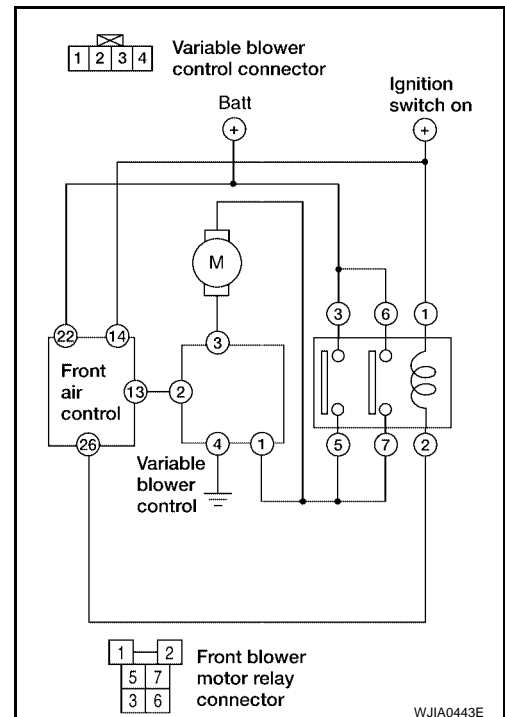 1 2 3 4
Variable blower
control connector
Batt
+
Ignition
switch on
+
M
3 6 1
22 14
3
Front
air
control
13
2
26
4 1
5 7 2
Variable
blower
control
1 2
5 7
3 6
Front blower
motor relay
connector
WJIA0443E